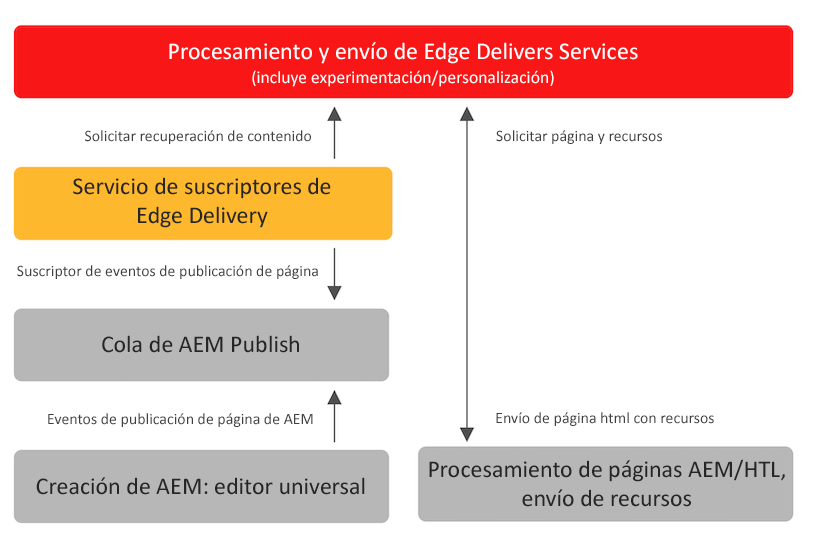 Procesamiento y envío de Edge Delivers Services
(incluye experimentación/personalización)
Solicitar recuperación de contenido
Solicitar página y recursos
Servicio de suscriptores de
Edge Delivery
Suscriptor de eventos de publicación de página
Cola de AEM Publish
Eventos de publicación de página de AEM
Envío de página html con recursos
Creación de AEM: editor universal
Procesamiento de páginas AEM/HTL,
envío de recursos